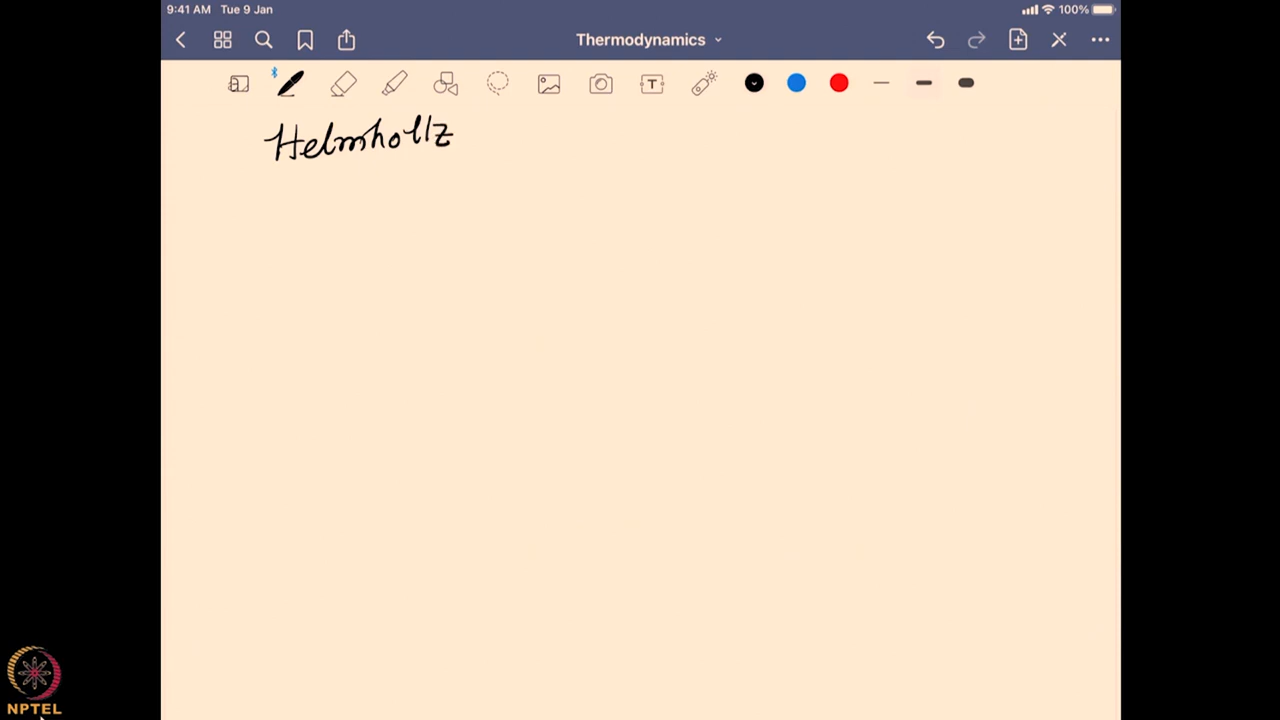 9:41 AM Tue 9 Jan
100%
Thermodynamics
T
Helmholtz
NPTEL